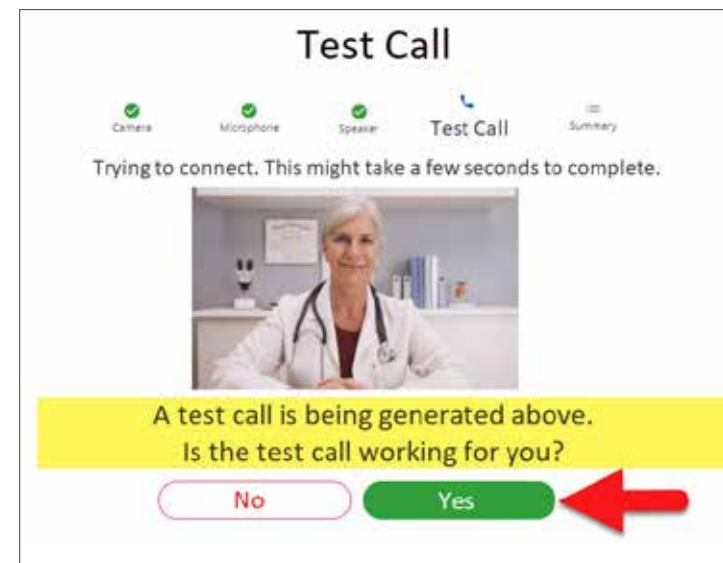 Test Call
Camera Microphone Speaker Test Call Summary
Trying to connect. This might take a few seconds to complete.
A test call is being generated above.
Is the test call working for you?
No Yes